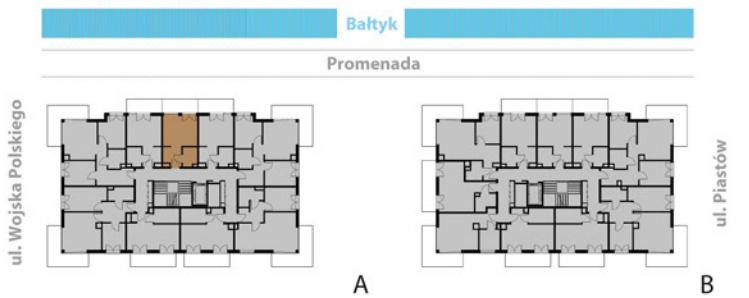 Bałtyk
Promenada
ul. Wojska Polskiego
ul. Piastów
A
B